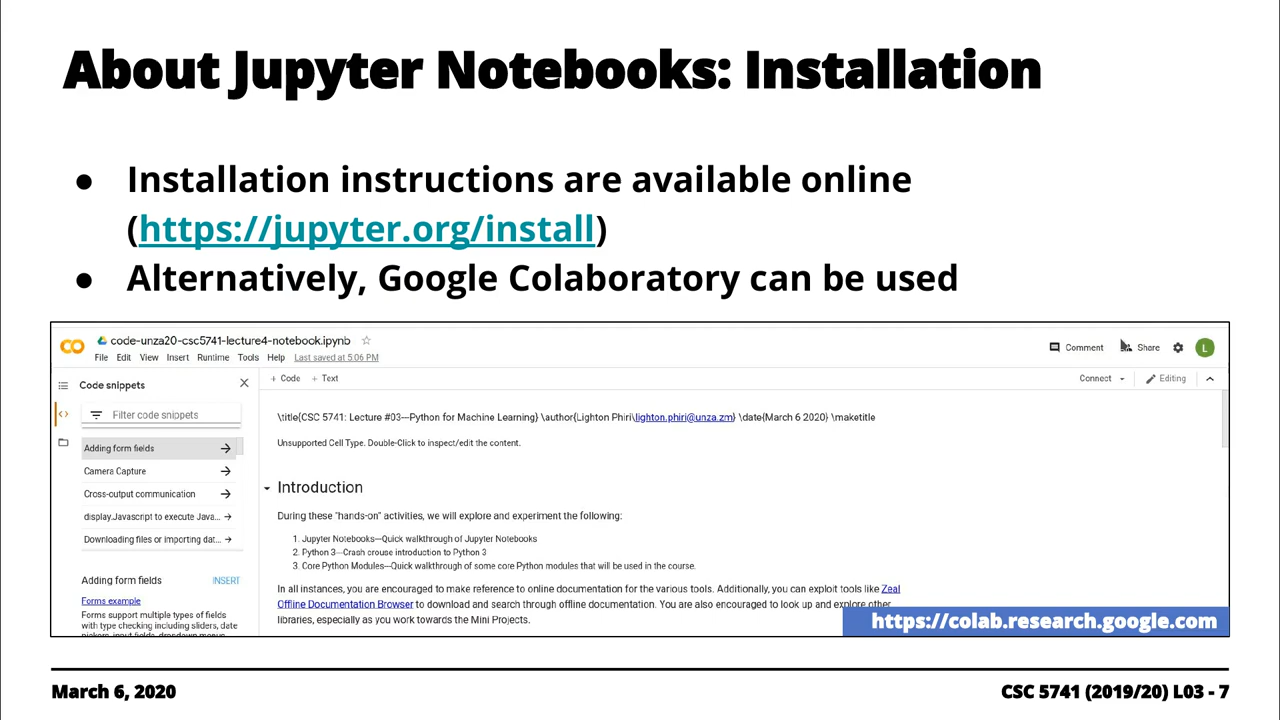 About Jupyter Notebooks: Installation
● Installation instructions are available online
(https://jupyter.org/install)
● Alternatively, Google Colaboratory can be used
code-unza20-csc5741-lecture4-notebook.ipynb
File Edit View Insert Runtime Tools Help Last saved at 5:06 PM
Comment Share L
Code snippets
+ Code + Text
Connect Editing
Filter code snippets
Adding form fields
Camera Capture
Cross-output communication
display.Javascript to execute Java...
Downloading files or importing dat...
Adding form fields INSERT
Forms example
Forms support multiple types of fields
with type checking including sliders, date
pickers, input fields, dropdown menus,
\title{CSC 5741: Lecture #03—Python for Machine Learning} \author{Lighton Phiri\lighton.phiri@unza.zm} \date{March 6 2020} \maketitle
Unsupported Cell Type. Double-Click to inspect/edit the content.
Introduction
During these "hands-on" activities, we will explore and experiment the following:
1. Jupyter Notebooks—Quick walkthrough of Jupyter Notebooks
2. Python 3—Crash crouse introduction to Python 3
3. Core Python Modules—Quick walkthrough of some core Python modules that will be used in the course.
In all instances, you are encouraged to make reference to online documentation for the various tools. Additionally, you can exploit tools like Zeal
Offline Documentation Browser to download and search through offline documentation. You are also encouraged to look up and explore other
libraries, especially as you work towards the Mini Projects.
https://colab.research.google.com
March 6, 2020
CSC 5741 (2019/20) L03 - 7